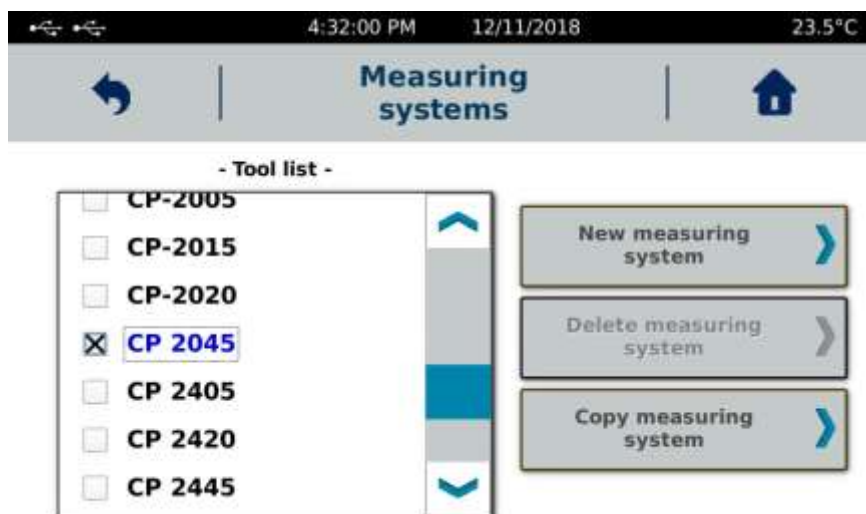 4:32:00 PM 12/11/2018 23.5°C
Measuring
systems
- Tool list -
CP-2005
CP-2015
CP-2020
CP 2045
CP 2405
CP 2420
CP 2445
New measuring
system
Delete measuring
system
Copy measuring
system